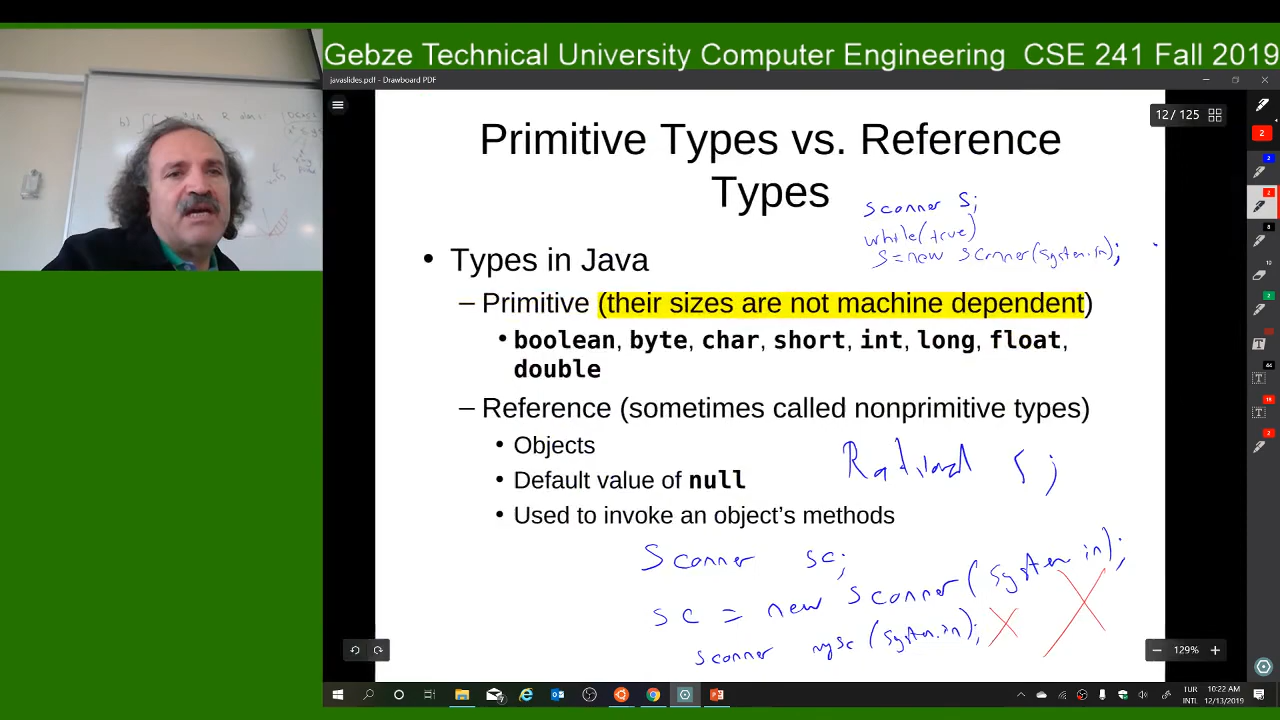 Gebze Technical University Computer Engineering CSE 241 Fall 2019
javaslides.pdf - Drawboard PDF
12 / 125
Primitive Types vs. Reference
Types
scanner s;
while(true)
s=new scanner(system.in);
• Types in Java
– Primitive (their sizes are not machine dependent)
• boolean, byte, char, short, int, long, float,
double
– Reference (sometimes called nonprimitive types)
• Objects
• Default value of null
• Used to invoke an object's methods
Scanner sc;
sc = new scanner(system.in);
scanner mysc (system.in);
129%
TUR
INTL
10:22 AM
12/13/2019